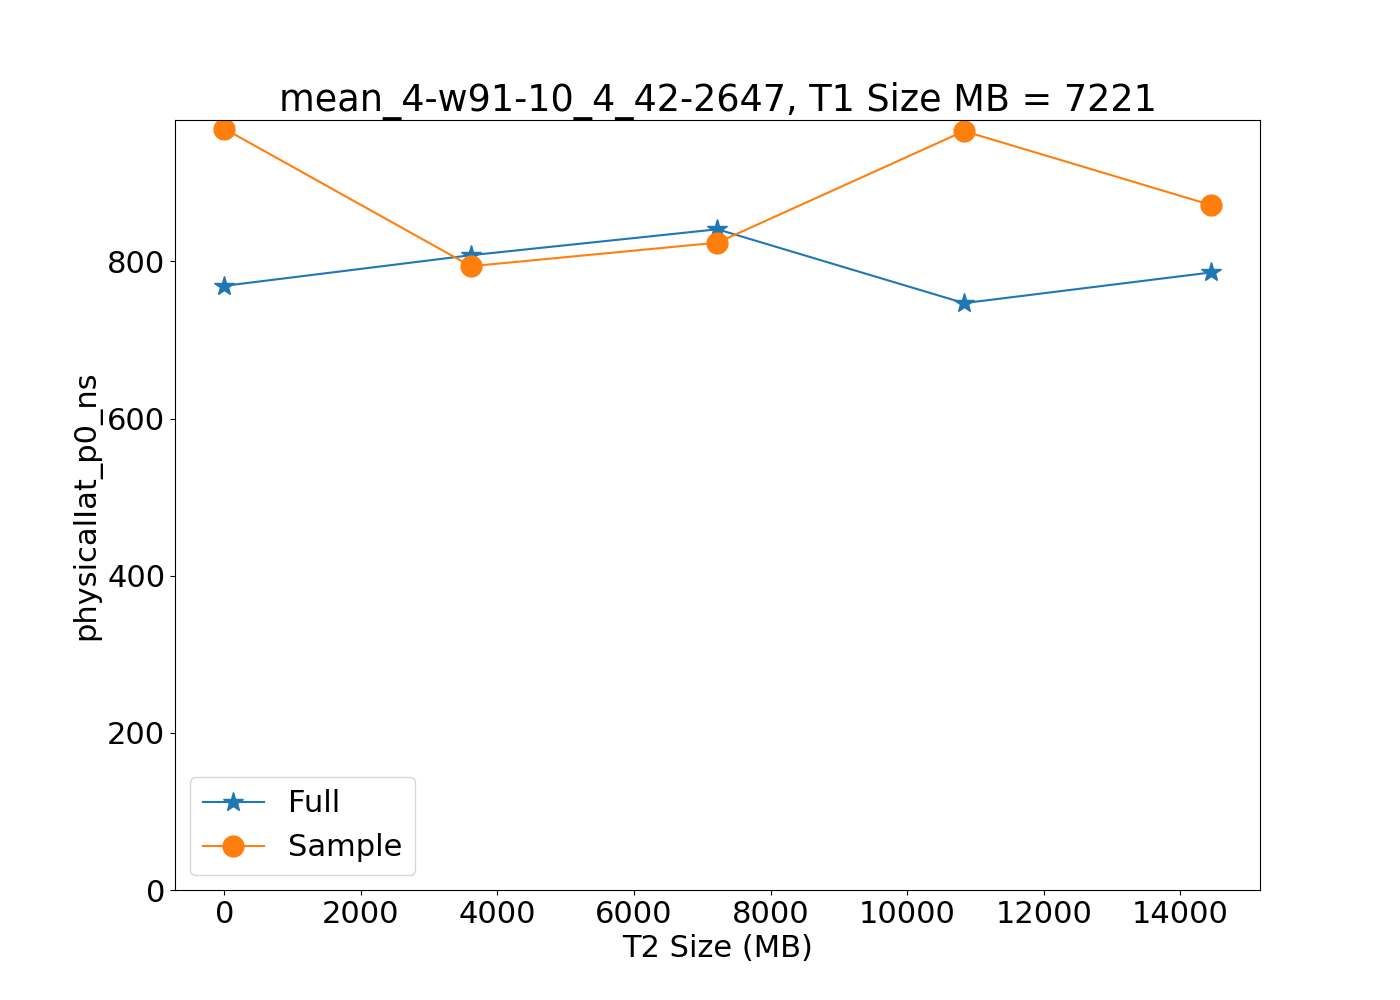 mean_4-w91-10_4_42-2647, T1 Size MB = 7221
physicallat_p0_ns
800
600
400
200
0
Full
Sample
0 2000 4000 6000 8000 10000 12000 14000
T2 Size (MB)